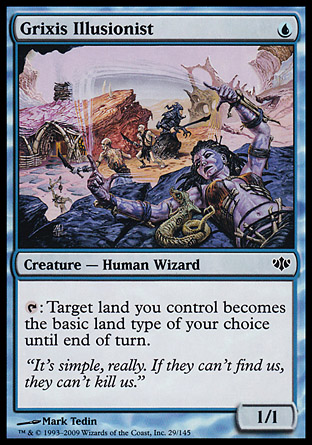 Grixis Illusionist
Creature — Human Wizard
: Target land you control becomes
the basic land type of your choice
until end of turn.
“It’s simple, really. If they can’t find us,
they can’t kill us.”
Mark Tedin
™ & © 1993–2009 Wizards of the Coast, Inc. 29/145
1/1